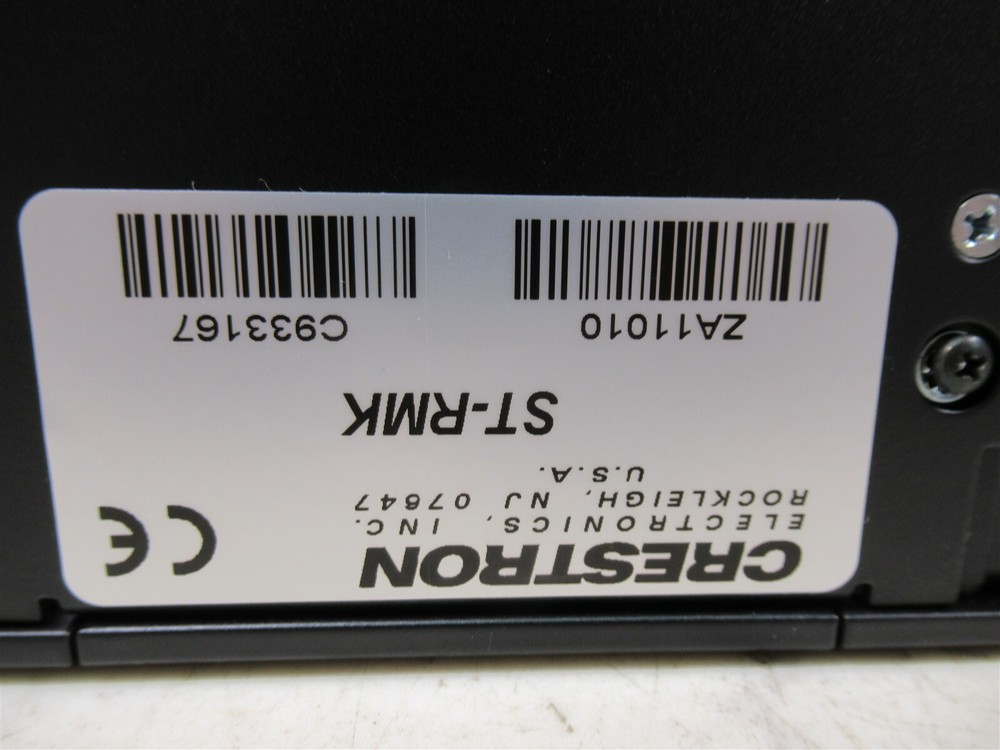 CRESTRON
ELECTRONICS, INC.
ROCKLEIGH, NJ 07647
U.S.A.
CE
ST-RMK
ZA11010 C933167